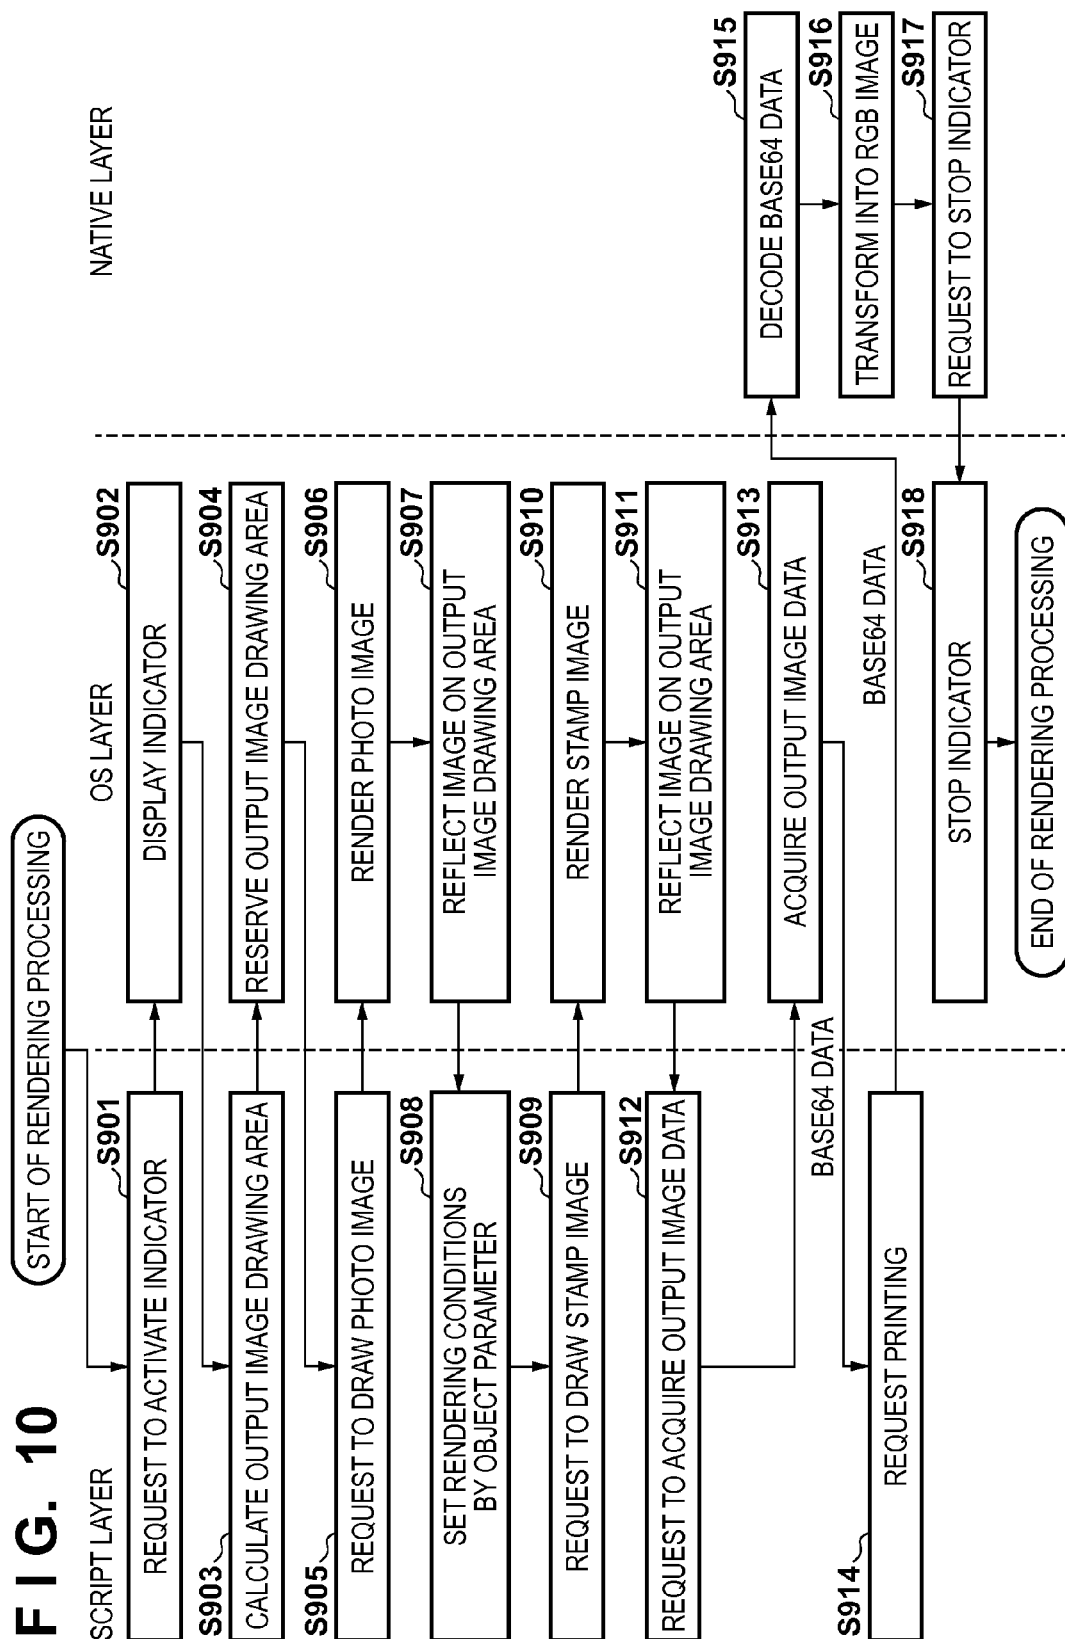 FIG. 10
START OF RENDERING PROCESSING
SCRIPT LAYER
OS LAYER
NATIVE LAYER
S901
REQUEST TO ACTIVATE INDICATOR
S902
DISPLAY INDICATOR
S903
CALCULATE OUTPUT IMAGE DRAWING AREA
S904
RESERVE OUTPUT IMAGE DRAWING AREA
S905
REQUEST TO DRAW PHOTO IMAGE
S906
RENDER PHOTO IMAGE
S907
REFLECT IMAGE ON OUTPUT
IMAGE DRAWING AREA
S908
SET RENDERING CONDITIONS
BY OBJECT PARAMETER
S909
REQUEST TO DRAW STAMP IMAGE
S910
RENDER STAMP IMAGE
S911
REFLECT IMAGE ON OUTPUT
IMAGE DRAWING AREA
S912
REQUEST TO ACQUIRE OUTPUT IMAGE DATA
S913
ACQUIRE OUTPUT IMAGE DATA
BASE64 DATA
S914
REQUEST PRINTING
BASE64 DATA
S915
DECODE BASE64 DATA
S916
TRANSFORM INTO RGB IMAGE
S917
REQUEST TO STOP INDICATOR
S918
STOP INDICATOR
END OF RENDERING PROCESSING